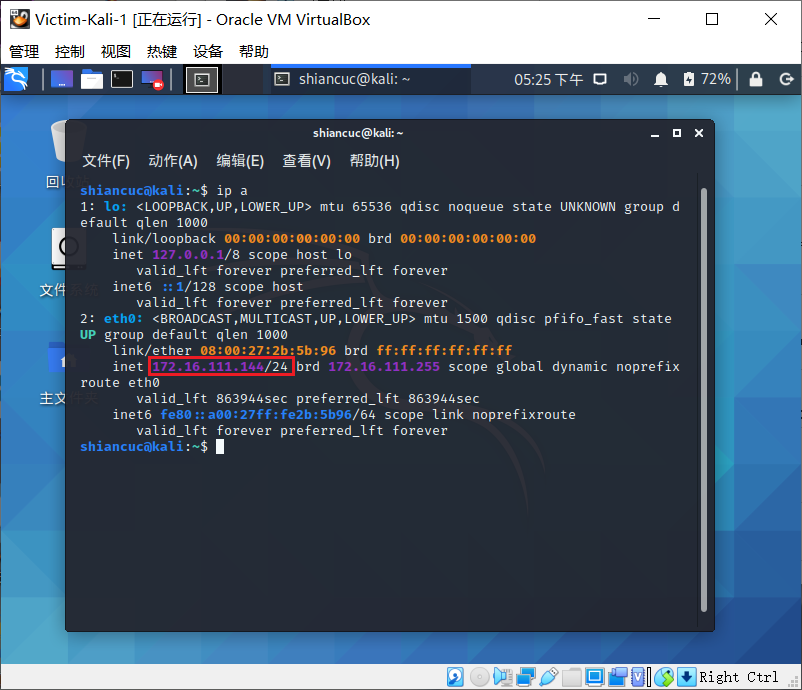 Victim-Kali-1 [正在运行] - Oracle VM VirtualBox
管理 控制 视图 热键 设备 帮助
shiancuc@kali: ~ 05:25 下午 72%
shiancuc@kali:~
文件(F) 动作(A) 编辑(E) 查看(V) 帮助(H)
回收
shiancuc@kali:~$ ip a
1: lo: <LOOPBACK,UP,LOWER_UP> mtu 65536 qdisc noqueue state UNKNOWN group d
efault qlen 1000
link/loopback 00:00:00:00:00:00 brd 00:00:00:00:00:00
inet 127.0.0.1/8 scope host lo
valid_lft forever preferred_lft forever
inet6 ::1/128 scope host
valid_lft forever preferred_lft forever
文件系统
2: eth0: <BROADCAST,MULTICAST,UP,LOWER_UP> mtu 1500 qdisc pfifo_fast state
UP group default qlen 1000
link/ether 08:00:27:2b:5b:96 brd ff:ff:ff:ff:ff:ff
inet 172.16.111.144/24 brd 172.16.111.255 scope global dynamic noprefix
route eth0
主文件夹
valid_lft 863944sec preferred_lft 863944sec
inet6 fe80::a00:27ff:fe2b:5b96/64 scope link noprefixroute
valid_lft forever preferred_lft forever
shiancuc@kali:~$
Right Ctrl